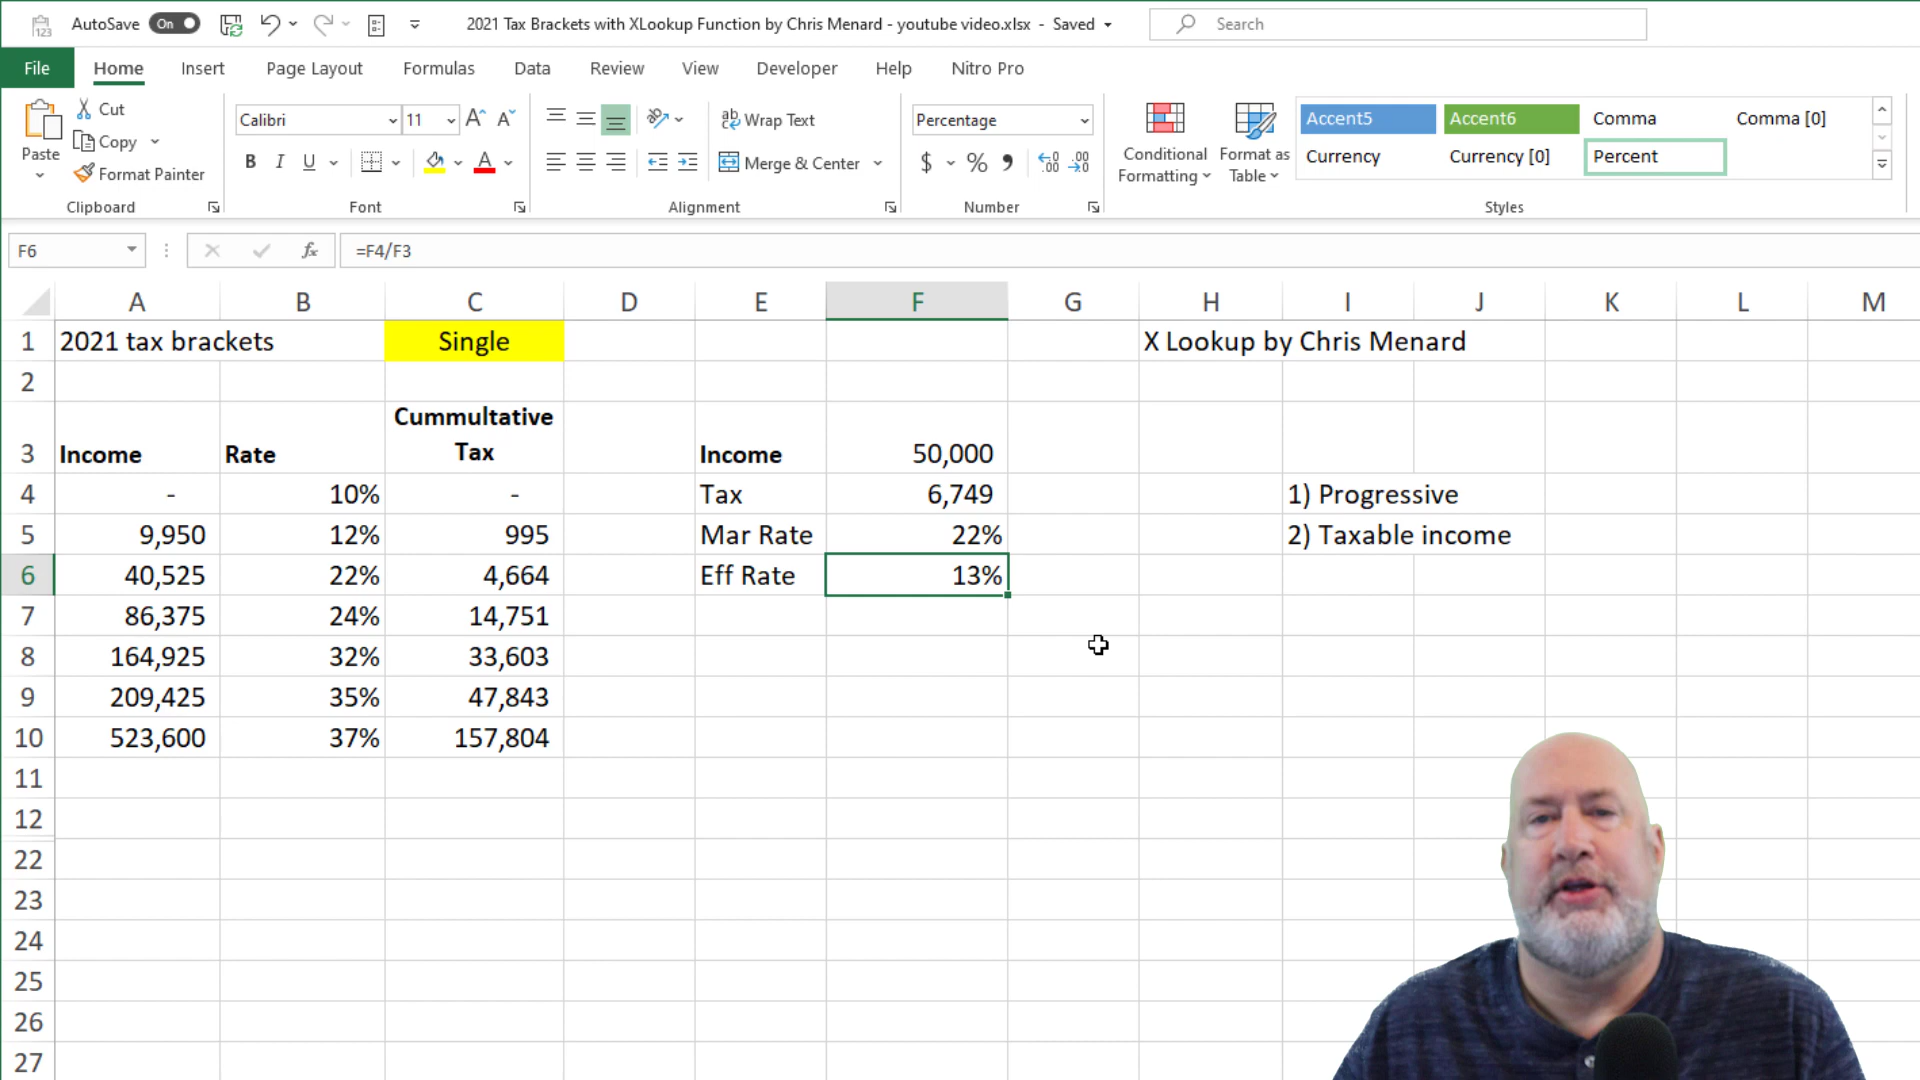 AutoSave On 2021 Tax Brackets with XLookup Function by Chris Menard - youtube video.xlsx - Saved Search
File Home Insert Page Layout Formulas Data Review View Developer Help Nitro Pro
Paste Cut Copy Format Painter Clipboard
Calibri 11 B I U A Font
ab Wrap Text Merge & Center Alignment
Percentage $ % Number
Conditional Formatting Format as Table
Accent5 Accent6 Comma Comma [0]
Currency Currency [0] Percent
Styles
F6 fx =F4/F3
A B C D E F G H I J K L M
1 2021 tax brackets Single X Lookup by Chris Menard
2
3 Income Rate Cummultative Tax Income 50,000
4 - 10% - Tax 6,749 1) Progressive
5 9,950 12% 995 Mar Rate 22% 2) Taxable income
6 40,525 22% 4,664 Eff Rate 13%
7 86,375 24% 14,751
8 164,925 32% 33,603
9 209,425 35% 47,843
10 523,600 37% 157,804
11
12
22
23
24
25
26
27